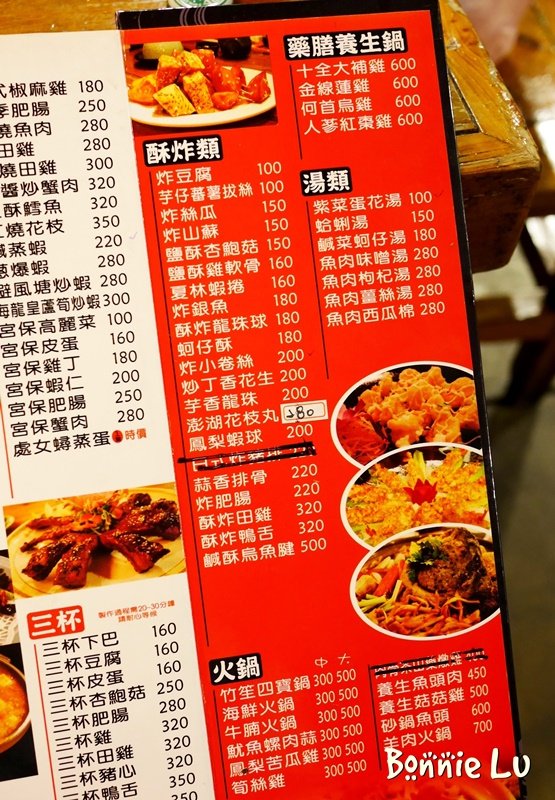 椒麻雞 180
肥腸 250
魚肉 280
田雞 280
燒田雞 300
醬炒蟹肉 320
酥鱈魚 320
燒花枝 350
鹹蒸蝦 220
蔥爆蝦 280
避風塘炒蝦 280
海龍皇蘆筍炒蝦 300
宮保高麗菜 100
宮保皮蛋 160
宮保雞丁 180
宮保蝦仁 200
宮保肥腸 250
宮保蟹肉 280
處女蟳蒸蛋 時價
三杯
製作過程需20-30分鐘
請耐心等候
三杯下巴 160
三杯豆腐 160
三杯皮蛋 160
三杯杏鮑菇 250
三杯肥腸 280
三杯雞 320
三杯田雞 320
三杯豬心 320
三杯鴨舌 350
酥炸類
炸豆腐 100
芋仔蕃薯拔絲 100
炸絲瓜 150
炸山蘇 150
鹽酥杏鮑菇 150
鹽酥雞軟骨 160
夏林蝦捲 160
炸銀魚 180
酥炸龍珠球 180
蚵仔酥 180
炸小卷絲 200
炒丁香花生 200
芋香龍珠 200
澎湖花枝丸 180
鳳梨蝦球 200
日式炸豬排 220
蒜香排骨 220
炸肥腸 220
酥炸田雞 320
酥炸鴨舌 320
鹹酥烏魚腱 500
藥膳養生鍋
十全大補雞 600
金線蓮雞 600
何首烏雞 600
人蔘紅棗雞 600
湯類
紫菜蛋花湯 100
蛤蜊湯 150
鹹菜蚵仔湯 180
魚肉味噌湯 280
魚肉枸杞湯 280
魚肉薑絲湯 280
魚肉西瓜棉 280
火鍋
中 大
竹笙四寶鍋 300 500
海鮮火鍋 300 500
牛腩火鍋 300 500
魷魚螺肉蒜 300 500
鳳梨苦瓜雞 300 500
筍絲雞 300 500
養生魚頭肉 450
養生菇菇雞 500
砂鍋魚頭 600
羊肉火鍋 700
Bonnie Lu